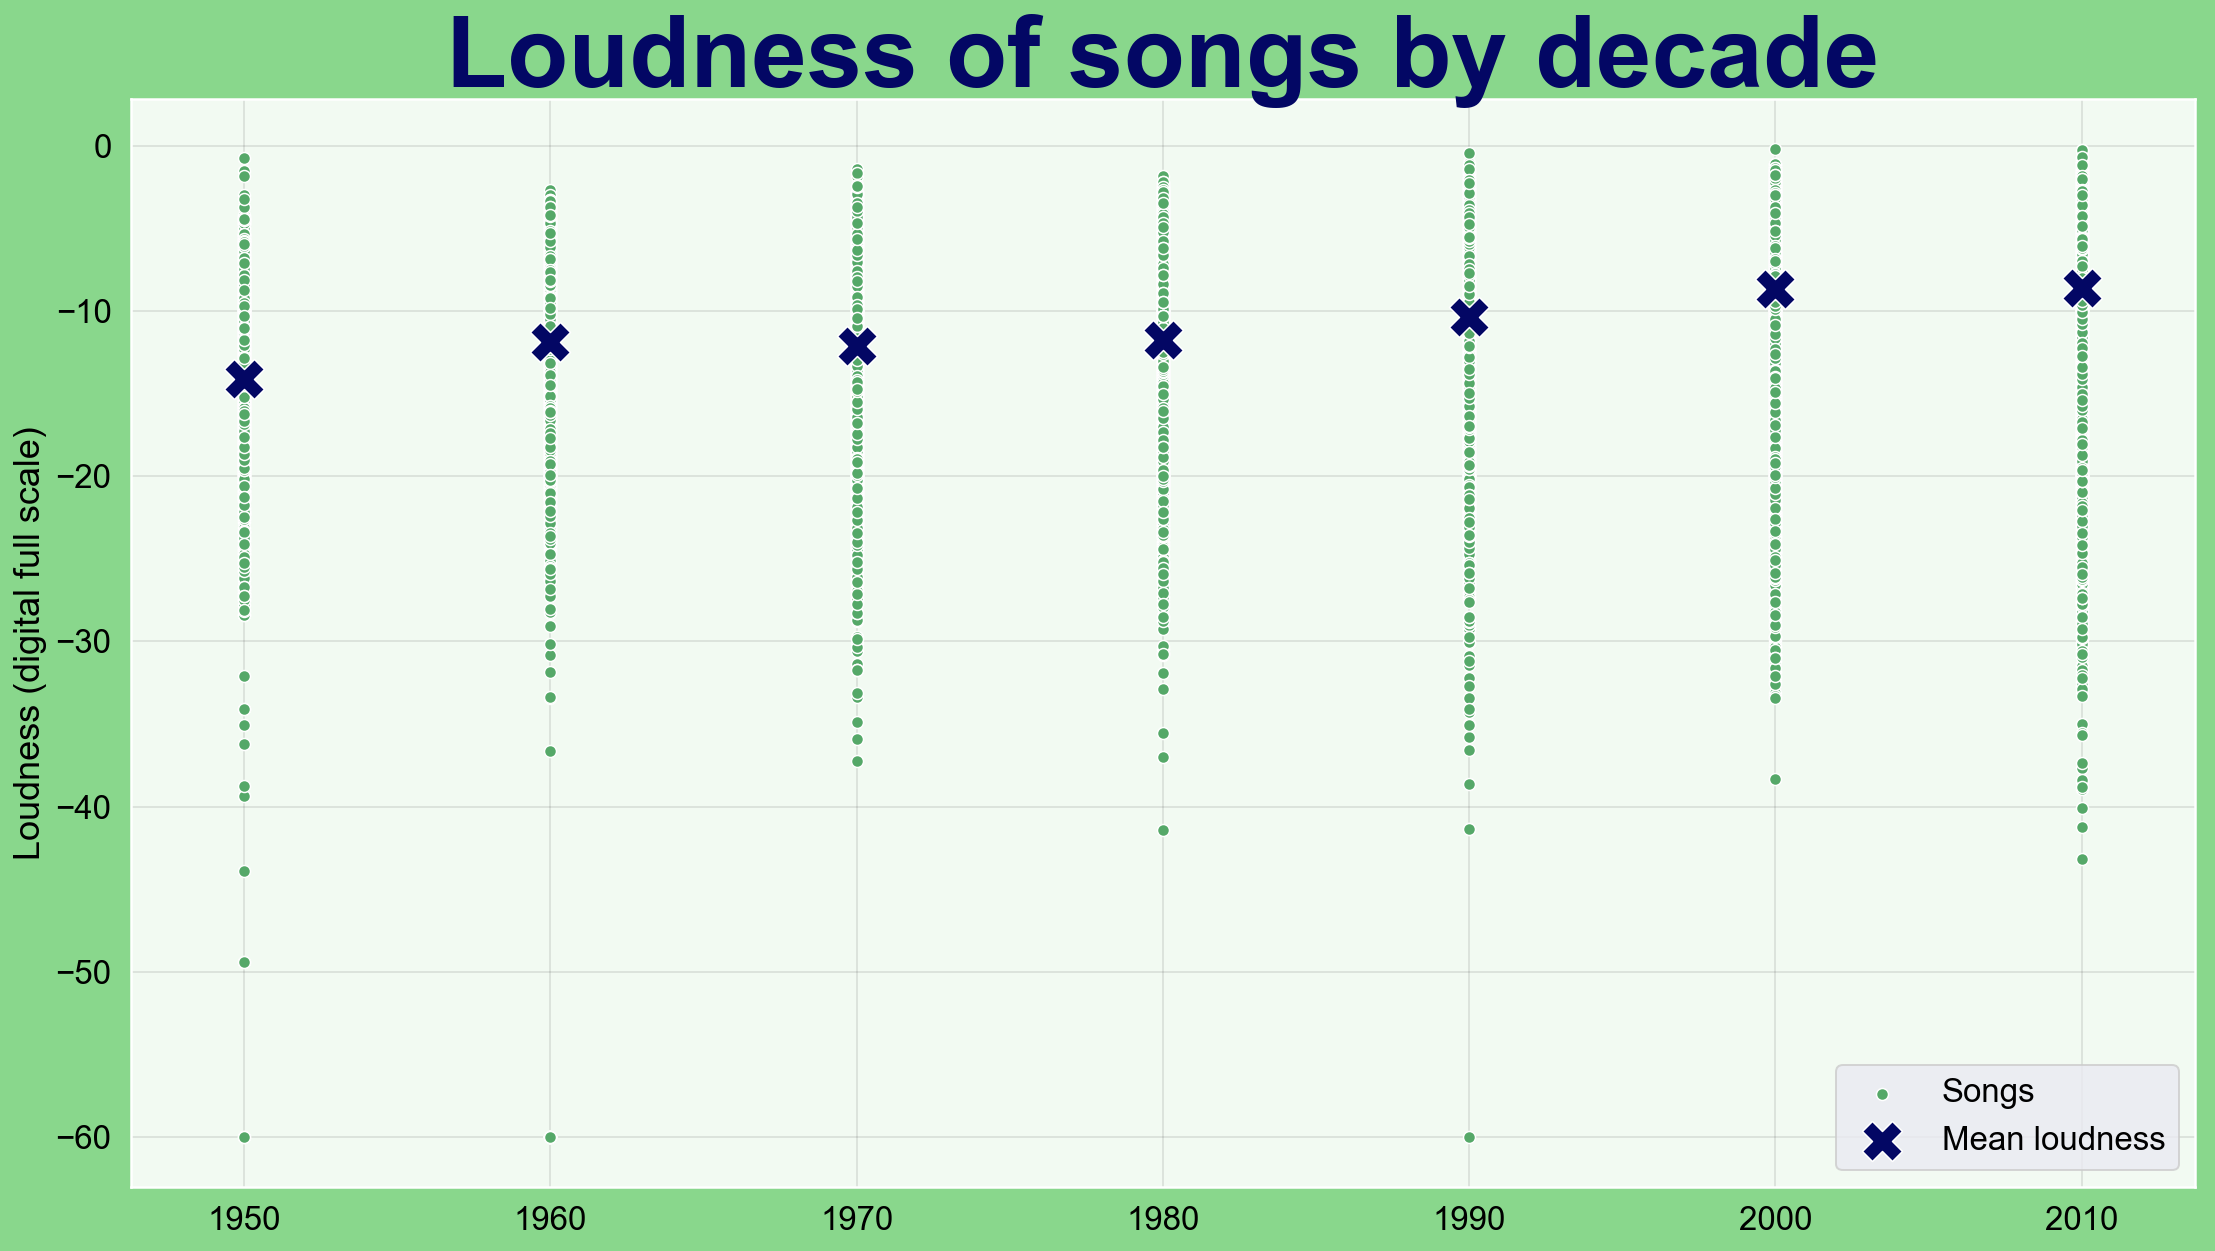 Loudness of songs by decade
Loudness (digital full scale)
0
−10
−20
−30
−40
−50
−60
1950 1960 1970 1980 1990 2000 2010
Songs
Mean loudness